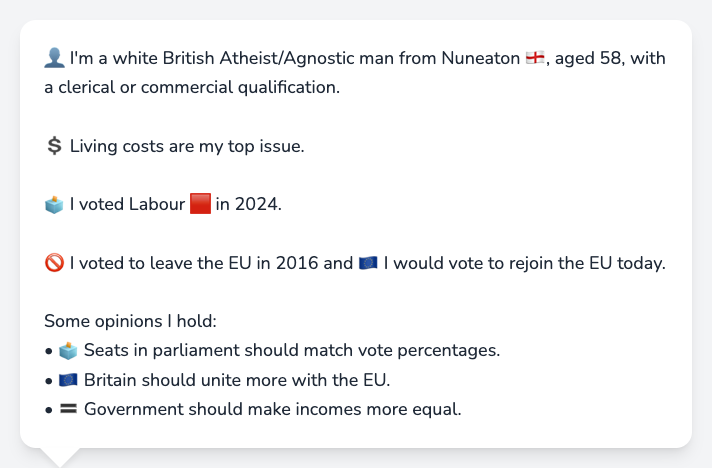 👤 I'm a white British Atheist/Agnostic man from Nuneaton 🏴󠁧󠁢󠁥󠁮󠁧󠁿, aged 58, with
a clerical or commercial qualification.
💲 Living costs are my top issue.
🗳️ I voted Labour 🟥 in 2024.
🚫 I voted to leave the EU in 2016 and 🇪🇺 I would vote to rejoin the EU today.
Some opinions I hold:
• 🗳️ Seats in parliament should match vote percentages.
• 🇪🇺 Britain should unite more with the EU.
• 🟰 Government should make incomes more equal.